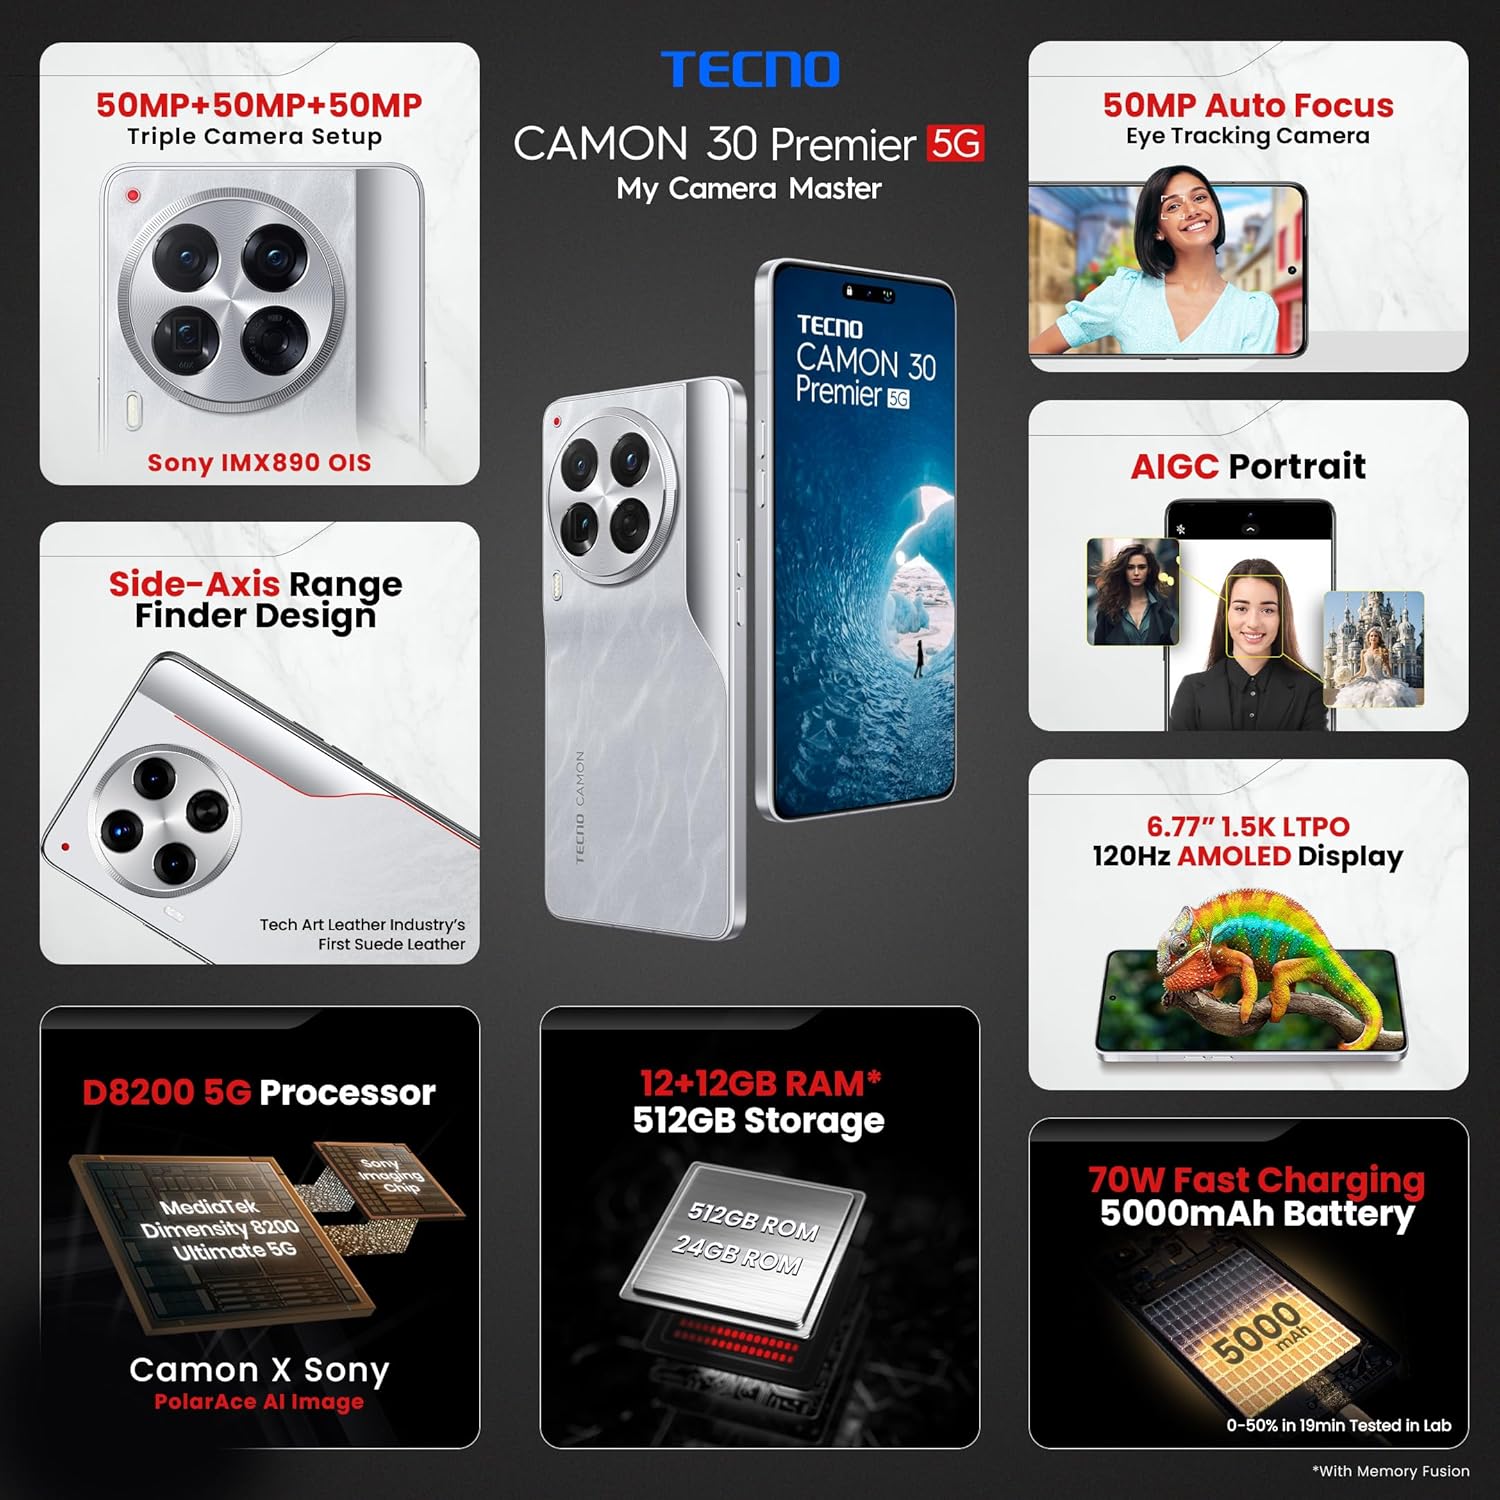 TECNO
CAMON 30 Premier 5G
My Camera Master
50MP+50MP+50MP
Triple Camera Setup
60X
Sony IMX890 OIS
50MP Auto Focus
Eye Tracking Camera
TECNO
CAMON 30
Premier 5G
TECNO CAMON
AIGC Portrait
Side-Axis Range
Finder Design
Tech Art Leather Industry's
First Suede Leather
6.77” 1.5K LTPO
120Hz AMOLED Display
D8200 5G Processor
Sony
Imaging
Chip
MediaTek
Dimensity 8200
Ultimate 5G
Camon X Sony
PolarAce AI Image
12+12GB RAM*
512GB Storage
512GB ROM
24GB ROM
70W Fast Charging
5000mAh Battery
5000
mAh
0-50% in 19min Tested in Lab
*With Memory Fusion